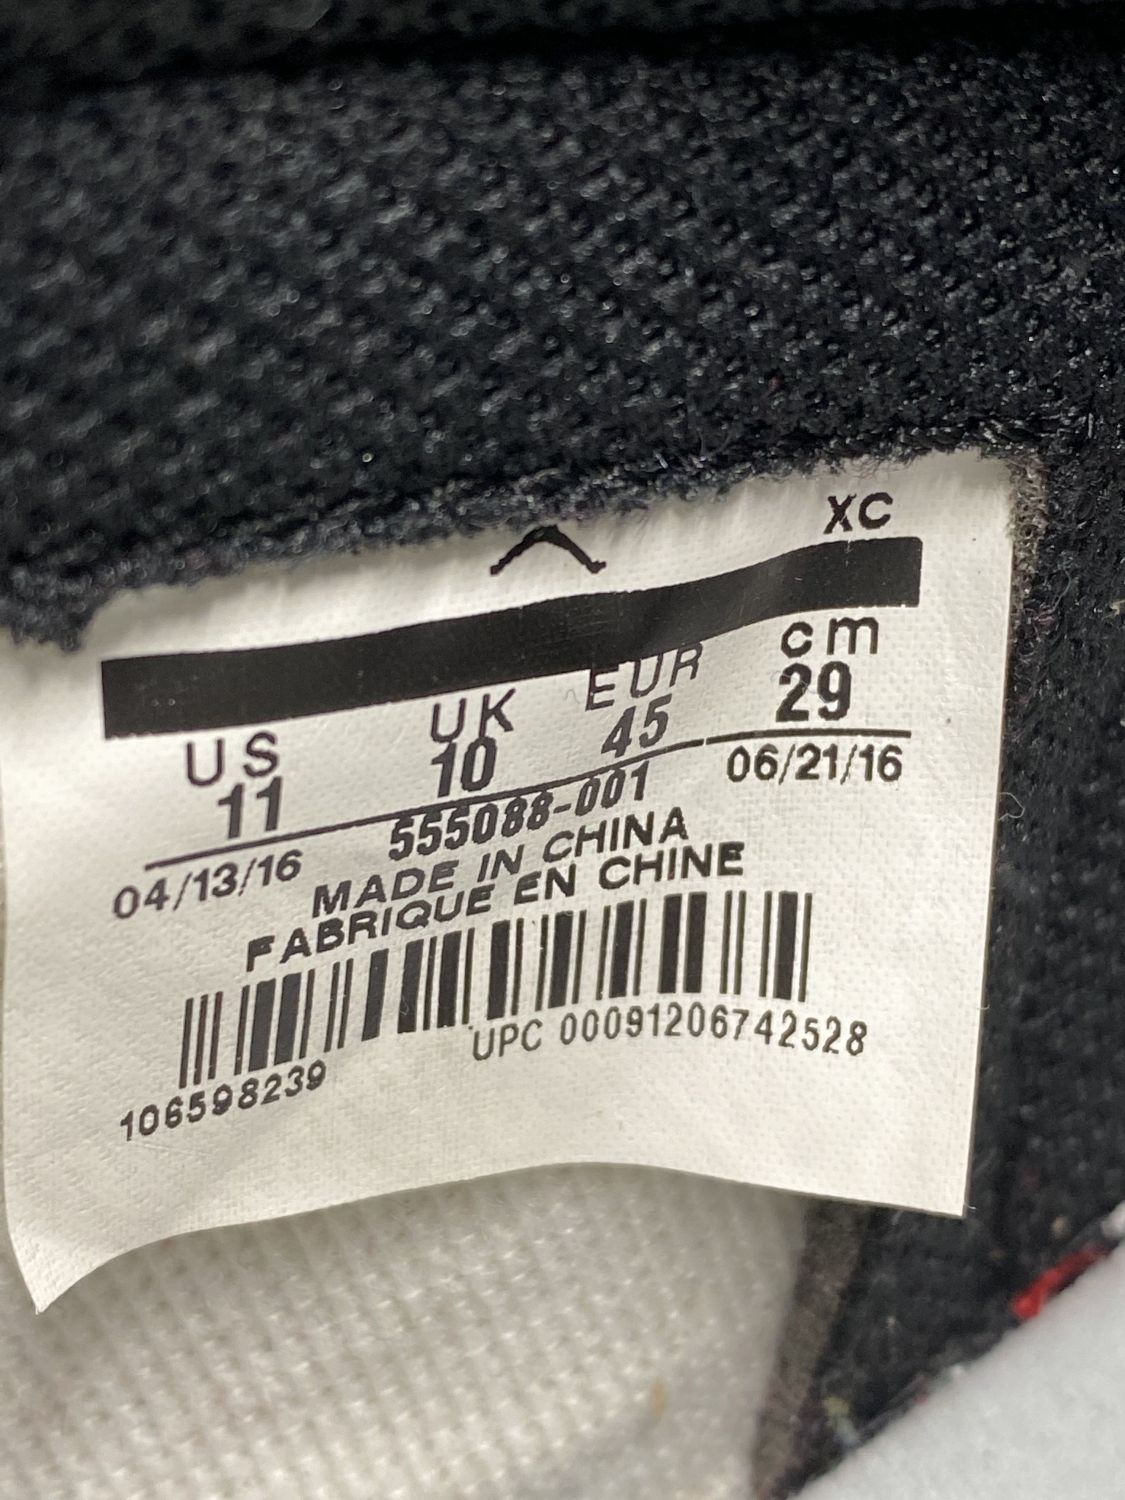 XC
US UK EUR cm
11 10 45 29
04/13/16 555088-001 06/21/16
MADE IN CHINA
FABRIQUE EN CHINE
106598239 UPC 00091206742528